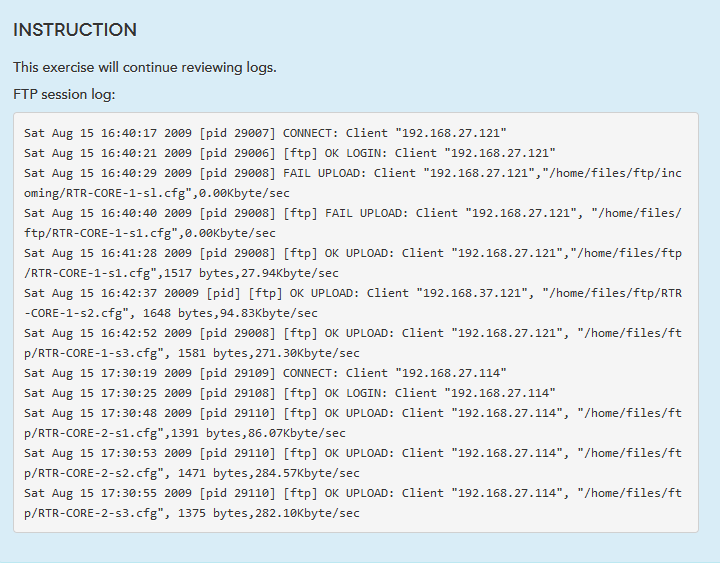 INSTRUCTION
This exercise will continue reviewing logs.
FTP session log:
Sat Aug 15 16:40:17 2009 [pid 29007] CONNECT: Client "192.168.27.121"
Sat Aug 15 16:40:21 2009 [pid 29006] [ftp] OK LOGIN: Client "192.168.27.121"
Sat Aug 15 16:40:29 2009 [pid 29008] FAIL UPLOAD: Client "192.168.27.121","/home/files/ftp/inc
oming/RTR-CORE-1-sl.cfg",0.00Kbyte/sec
Sat Aug 15 16:40:40 2009 [pid 29008] [ftp] FAIL UPLOAD: Client "192.168.27.121", "/home/files/
ftp/RTR-CORE-1-s1.cfg",0.00Kbyte/sec
Sat Aug 15 16:41:28 2009 [pid 29008] [ftp] OK UPLOAD: Client "192.168.27.121","/home/files/ftp
/RTR-CORE-1-s1.cfg",1517 bytes,27.94Kbyte/sec
Sat Aug 15 16:42:37 20009 [pid] [ftp] OK UPLOAD: Client "192.168.37.121", "/home/files/ftp/RTR
-CORE-1-s2.cfg", 1648 bytes,94.83Kbyte/sec
Sat Aug 15 16:42:52 2009 [pid 29008] [ftp] OK UPLOAD: Client "192.168.27.121", "/home/files/ft
p/RTR-CORE-1-s3.cfg", 1581 bytes,271.30Kbyte/sec
Sat Aug 15 17:30:19 2009 [pid 29109] CONNECT: Client "192.168.27.114"
Sat Aug 15 17:30:25 2009 [pid 29108] [ftp] OK LOGIN: Client "192.168.27.114"
Sat Aug 15 17:30:48 2009 [pid 29110] [ftp] OK UPLOAD: Client "192.168.27.114", "/home/files/ft
p/RTR-CORE-2-s1.cfg",1391 bytes,86.07Kbyte/sec
Sat Aug 15 17:30:53 2009 [pid 29110] [ftp] OK UPLOAD: Client "192.168.27.114", "/home/files/ft
p/RTR-CORE-2-s2.cfg", 1471 bytes,284.57Kbyte/sec
Sat Aug 15 17:30:55 2009 [pid 29110] [ftp] OK UPLOAD: Client "192.168.27.114", "/home/files/ft
p/RTR-CORE-2-s3.cfg", 1375 bytes,282.10Kbyte/sec